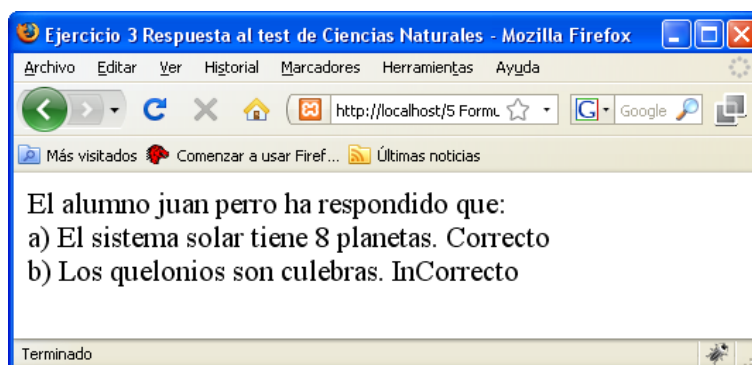 Ejercicio 3 Respuesta al test de Ciencias Naturales - Mozilla Firefox
Archivo Editar Ver Historial Marcadores Herramientas Ayuda
http://localhost/5 Formu G Google
Más visitados Comenzar a usar Firef... Últimas noticias
El alumno juan perro ha respondido que:
a) El sistema solar tiene 8 planetas. Correcto
b) Los quelonios son culebras. InCorrecto
Terminado